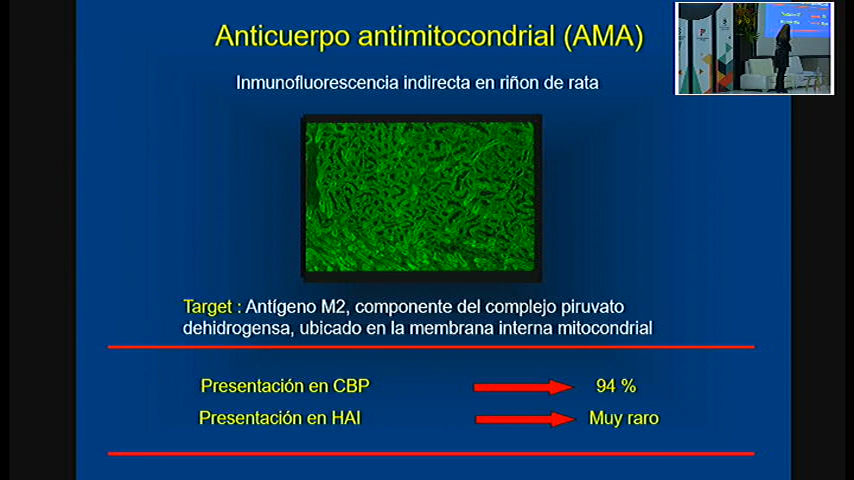 Anticuerpo antimitocondrial (AMA)
Inmunofluorescencia indirecta en riñon de rata
Target : Antígeno M2, componente del complejo piruvato
dehidrogensa, ubicado en la membrana interna mitocondrial
Presentación en CBP 94 %
Presentación en HAI Muy raro